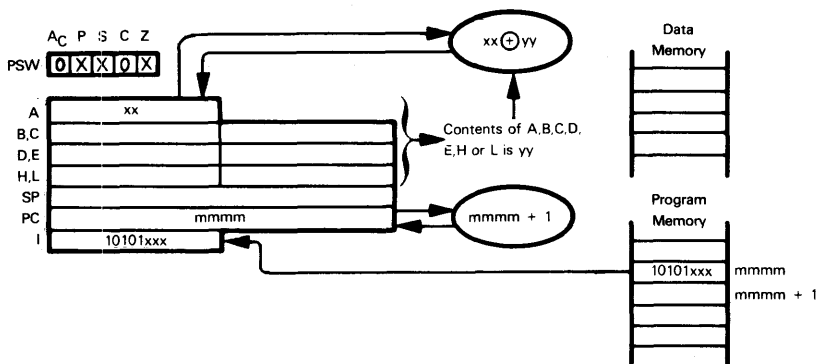 A_C P S C Z
PSW 0 X X 0 X
xx ⊕ yy
Data
Memory
A xx
B,C
D,E
H,L
SP
PC mmmm
I 10101xxx
Contents of A,B,C,D,
E,H or L is yy
mmmm + 1
Program
Memory
10101xxx mmmm
mmmm + 1